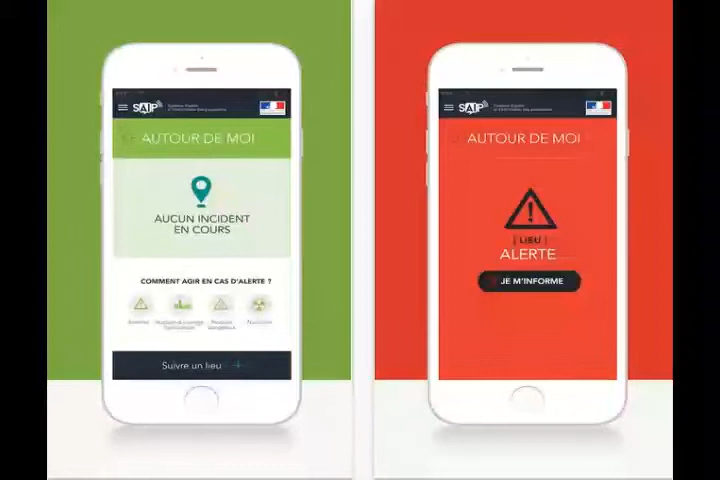 SAIP
AUTOUR DE MOI
AUCUN INCIDENT
EN COURS
COMMENT AGIR EN CAS D'ALERTE ?
Suivre un lieu +
SAIP
AUTOUR DE MOI
[ LIEU ]
ALERTE
JE M'INFORME